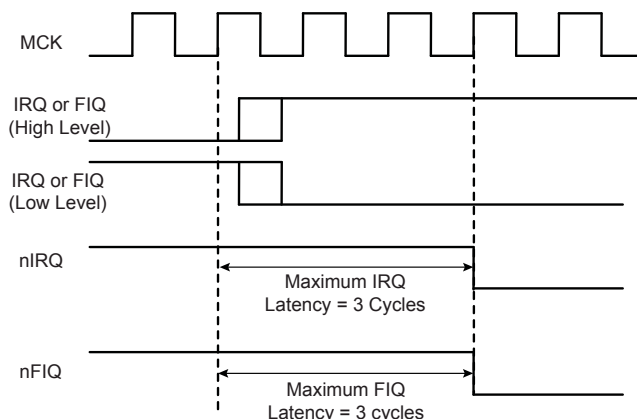 MCK
IRQ or FIQ
(High Level)
IRQ or FIQ
(Low Level)
nIRQ
Maximum IRQ
Latency = 3 Cycles
nFIQ
Maximum FIQ
Latency = 3 cycles